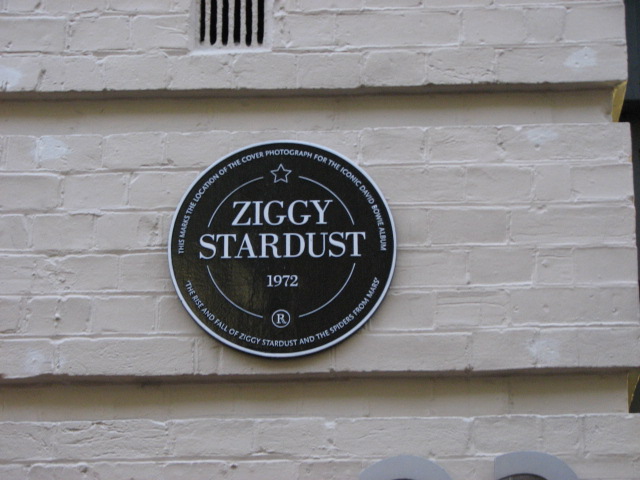 THIS MARKS THE LOCATION OF THE COVER PHOTOGRAPH FOR THE ICONIC DAVID BOWIE ALBUM
ZIGGY
STARDUST
1972
R
'THE RISE AND FALL OF ZIGGY STARDUST AND THE SPIDERS FROM MARS'